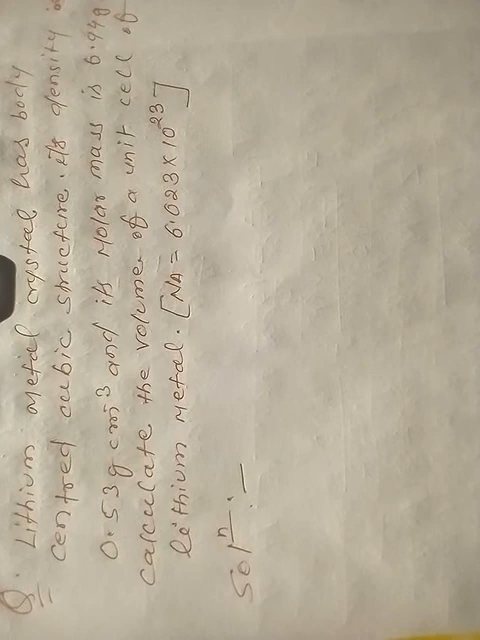 Q. Lithium metal crystal has body
centred cubic structure. its density
0.53 g cm⁻³ and its Molar mass is 6.94g
calculate the volume of a unit cell of
lithium metal. [NA = 6.023 × 10²³]
Solⁿ:-